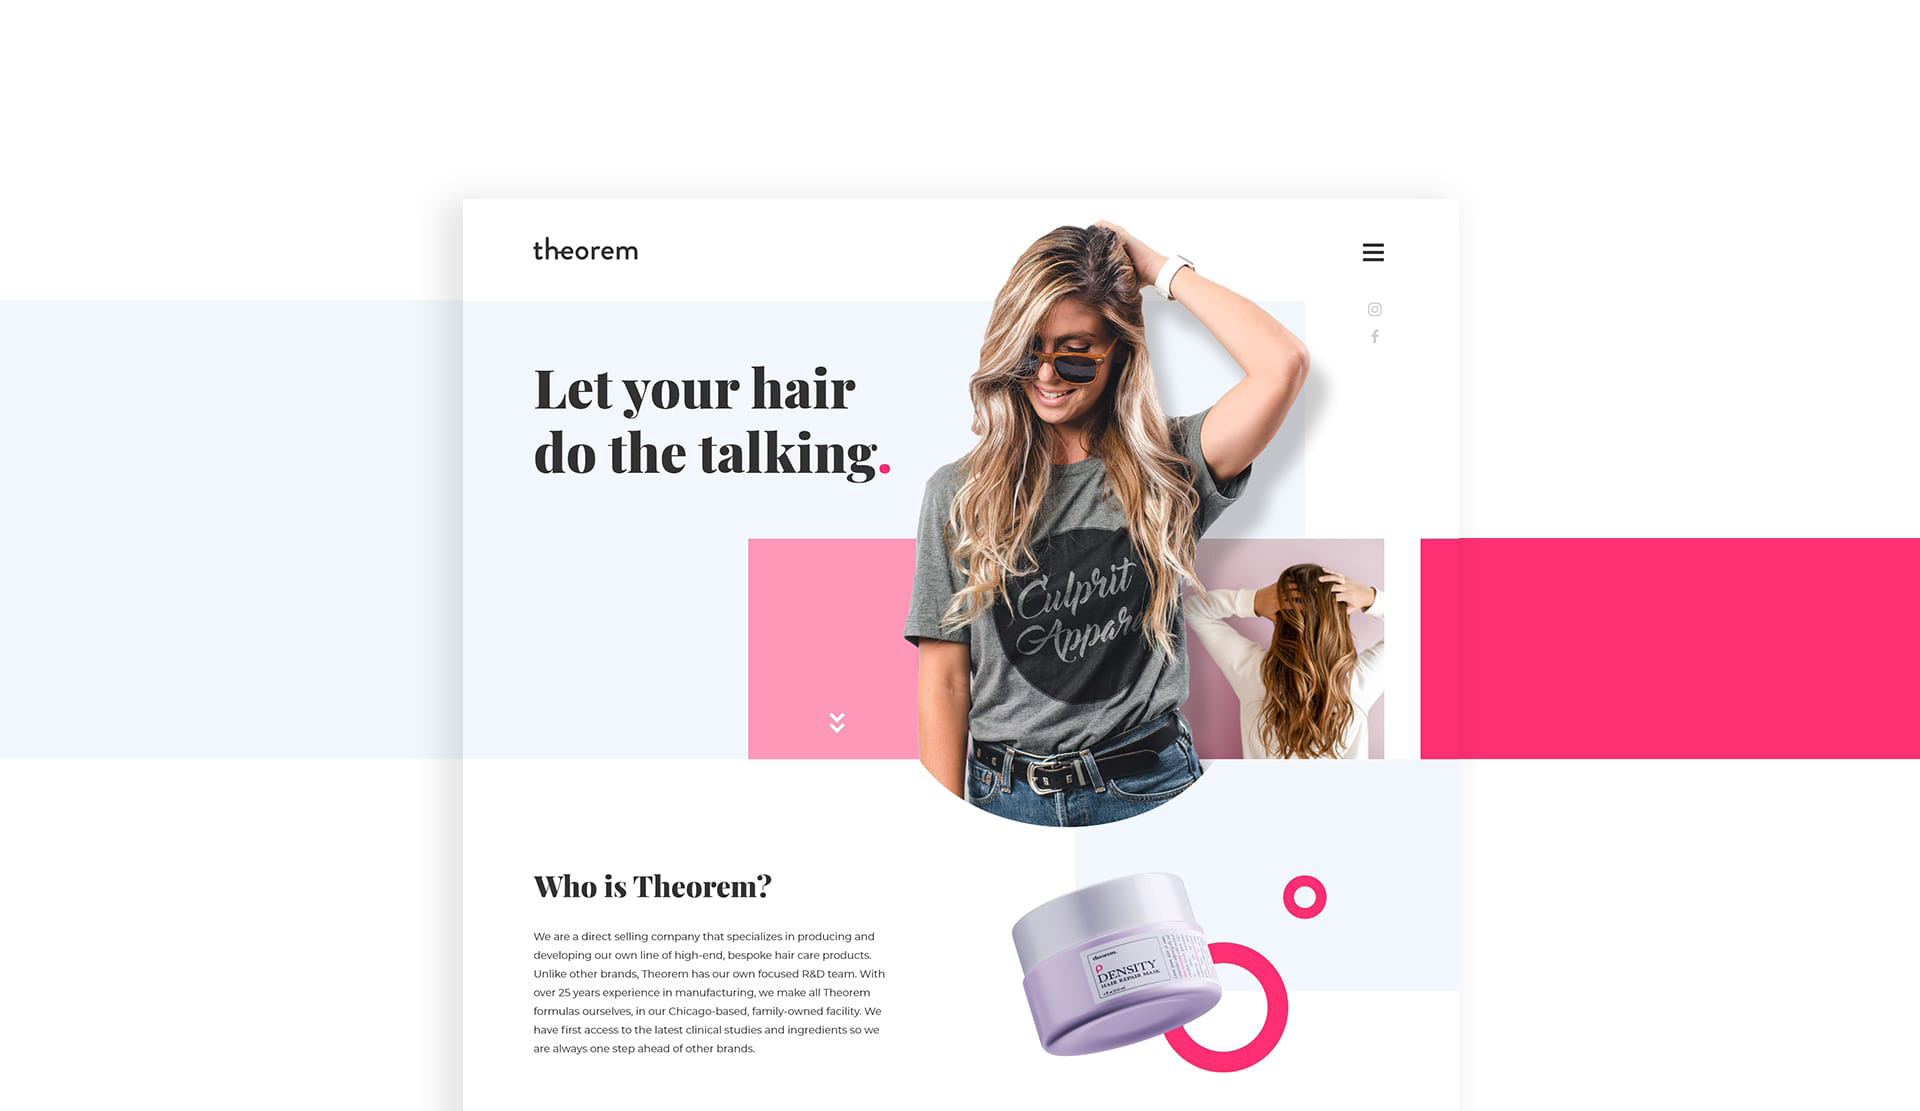 theorem
Let your hair
do the talking.
Culprit
Appare
Who is Theorem?
We are a direct selling company that specializes in producing and
developing our own line of high-end, bespoke hair care products.
Unlike other brands, Theorem has our own focused R&D team. With
over 25 years experience in manufacturing, we make all Theorem
formulas ourselves, in our Chicago-based, family-owned facility. We
have first access to the latest clinical studies and ingredients so we
are always one step ahead of other brands.
theorem.
DENSITY
HAIR REPAIR MASK